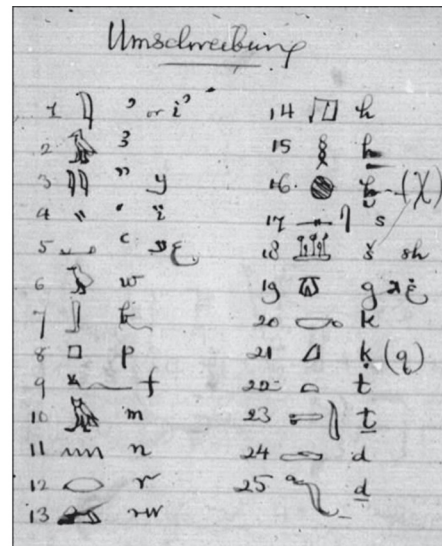 Umschreibung
1 𓇋 ʾ or i̓
2 𓄿 ꜣ
3 𓇌 " y
4 " ' ï
5 𓂝 ꜥ
6 𓅱 w
7 𓃀 b
8 𓊪 p
9 𓆑 f
10 𓅓 m
11 𓈖 n
12 𓂋 r
13 𓃭 rw
14 𓉔 h
15 𓎛 ḥ
16. 𓐍 ḫ (χ)
17 𓊃 𓋴 s
18 𓆷 š sh
19 𓎼 g
20 𓎡 k
21 𓈎 ḳ (q)
22 𓏏 t
23 𓍿 ṯ
24 𓂧 d
25 𓆓 ḏ